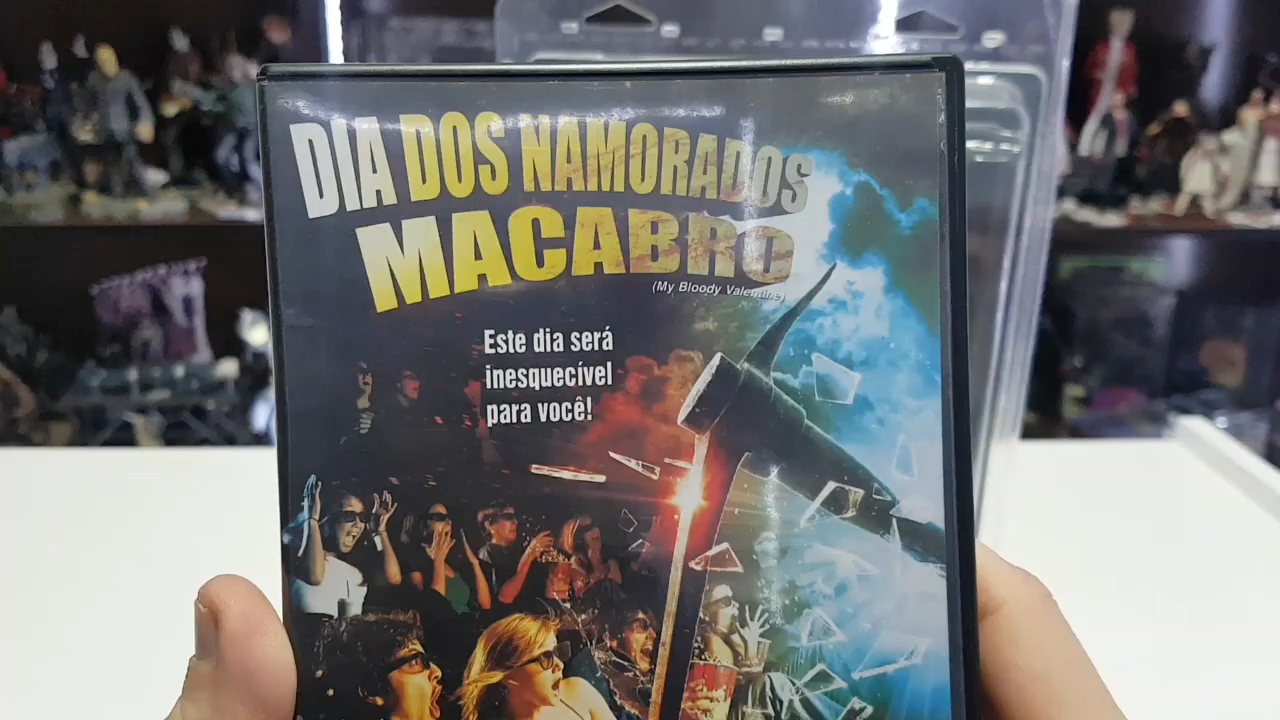 DIA DOS NAMORADOS
MACABRO
(My Bloody Valentine)
Este dia será
inesquecível
para você!